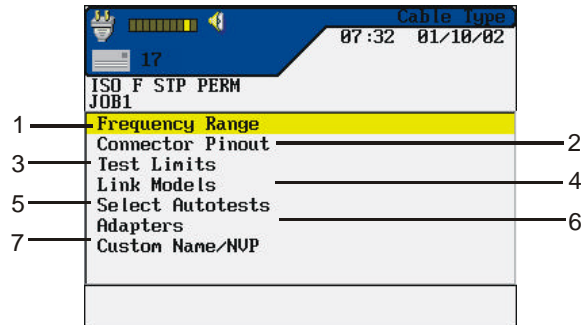 Cable Type
07:32 01/10/02
17
ISO F STP PERM
JOB1
1 Frequency Range
Connector Pinout 2
3 Test Limits
Link Models 4
5 Select Autotests
Adapters 6
7 Custom Name/NVP